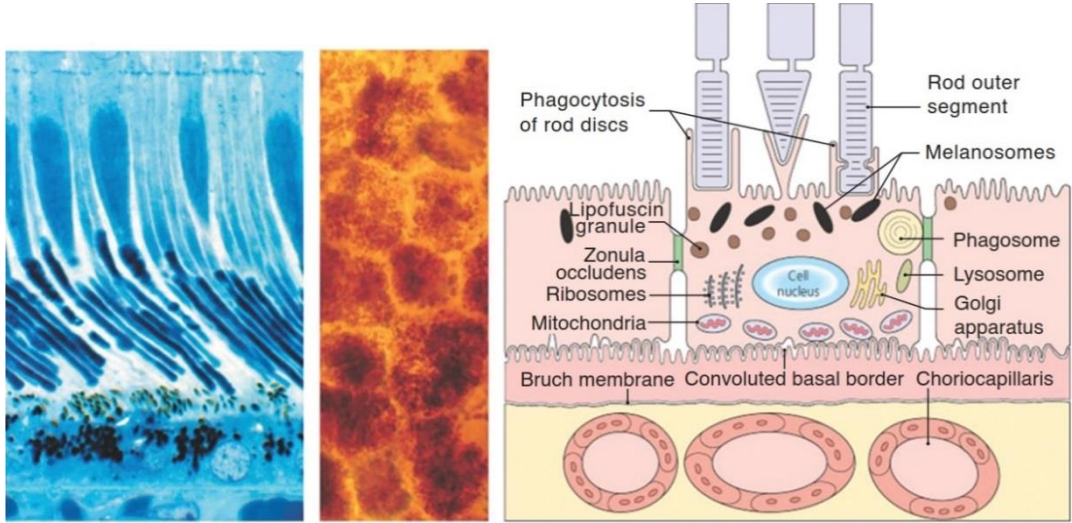 Phagocytosis
of rod discs
Rod outer
segment
Melanosomes
Lipofuscin
granule
Zonula
occludens
Ribosomes
Mitochondria
Cell
nucleus
Phagosome
Lysosome
Golgi
apparatus
Bruch membrane
Convoluted basal border
Choriocapillaris